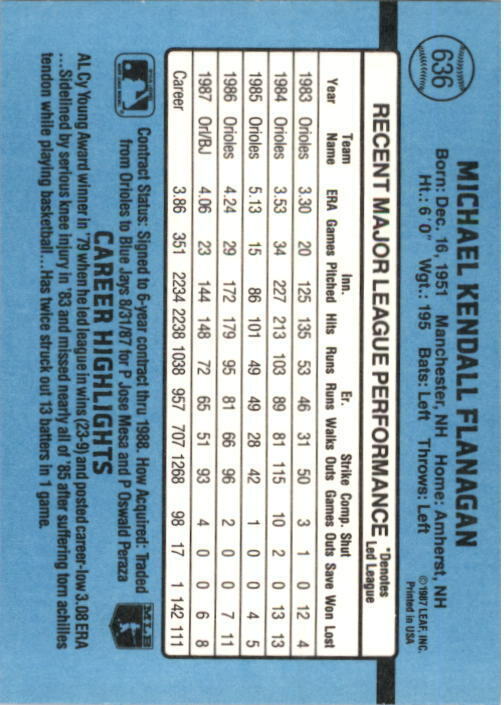 636
MICHAEL KENDALL FLANAGAN
Born: Dec. 16, 1951 Manchester, NH Home: Amherst, NH
Ht.: 6' 0" Wgt.: 195 Bats: Left Throws: Left
©1987 LEAF, INC.
Printed in USA
RECENT MAJOR LEAGUE PERFORMANCE
*Denotes
Led League
Team Inn. Er. Strike Comp. Shut
Year Name ERA Games Pitched Hits Runs Runs Walks Outs Games Outs Save Won Lost
1983 Orioles 3.30 20 125 135 53 46 31 50 3 1 0 12 4
1984 Orioles 3.53 34 227 213 103 89 81 115 10 2 0 13 13
1985 Orioles 5.13 15 86 101 49 49 28 42 1 0 0 4 5
1986 Orioles 4.24 29 172 179 95 81 66 96 2 0 0 7 11
1987 Orl/BJ 4.06 23 144 148 72 65 51 93 4 0 0 6 8
Career 3.86 351 2234 2238 1038 957 707 1268 98 17 1 142 111
Contract Status: Signed to 6-year contract thru 1988. How Acquired: Traded
from Orioles to Blue Jays 8/31/87 for P Jose Mesa and P Oswald Peraza
MLB
CAREER HIGHLIGHTS
AL Cy Young Award winner in '79 when he led league in wins (23-9) and posted career-low 3.08 ERA
...Sidelined by serious knee injury in '83 and missed nearly all of '85 after suffering torn achilles
tendon while playing basketball...Has twice struck out 13 batters in 1 game.